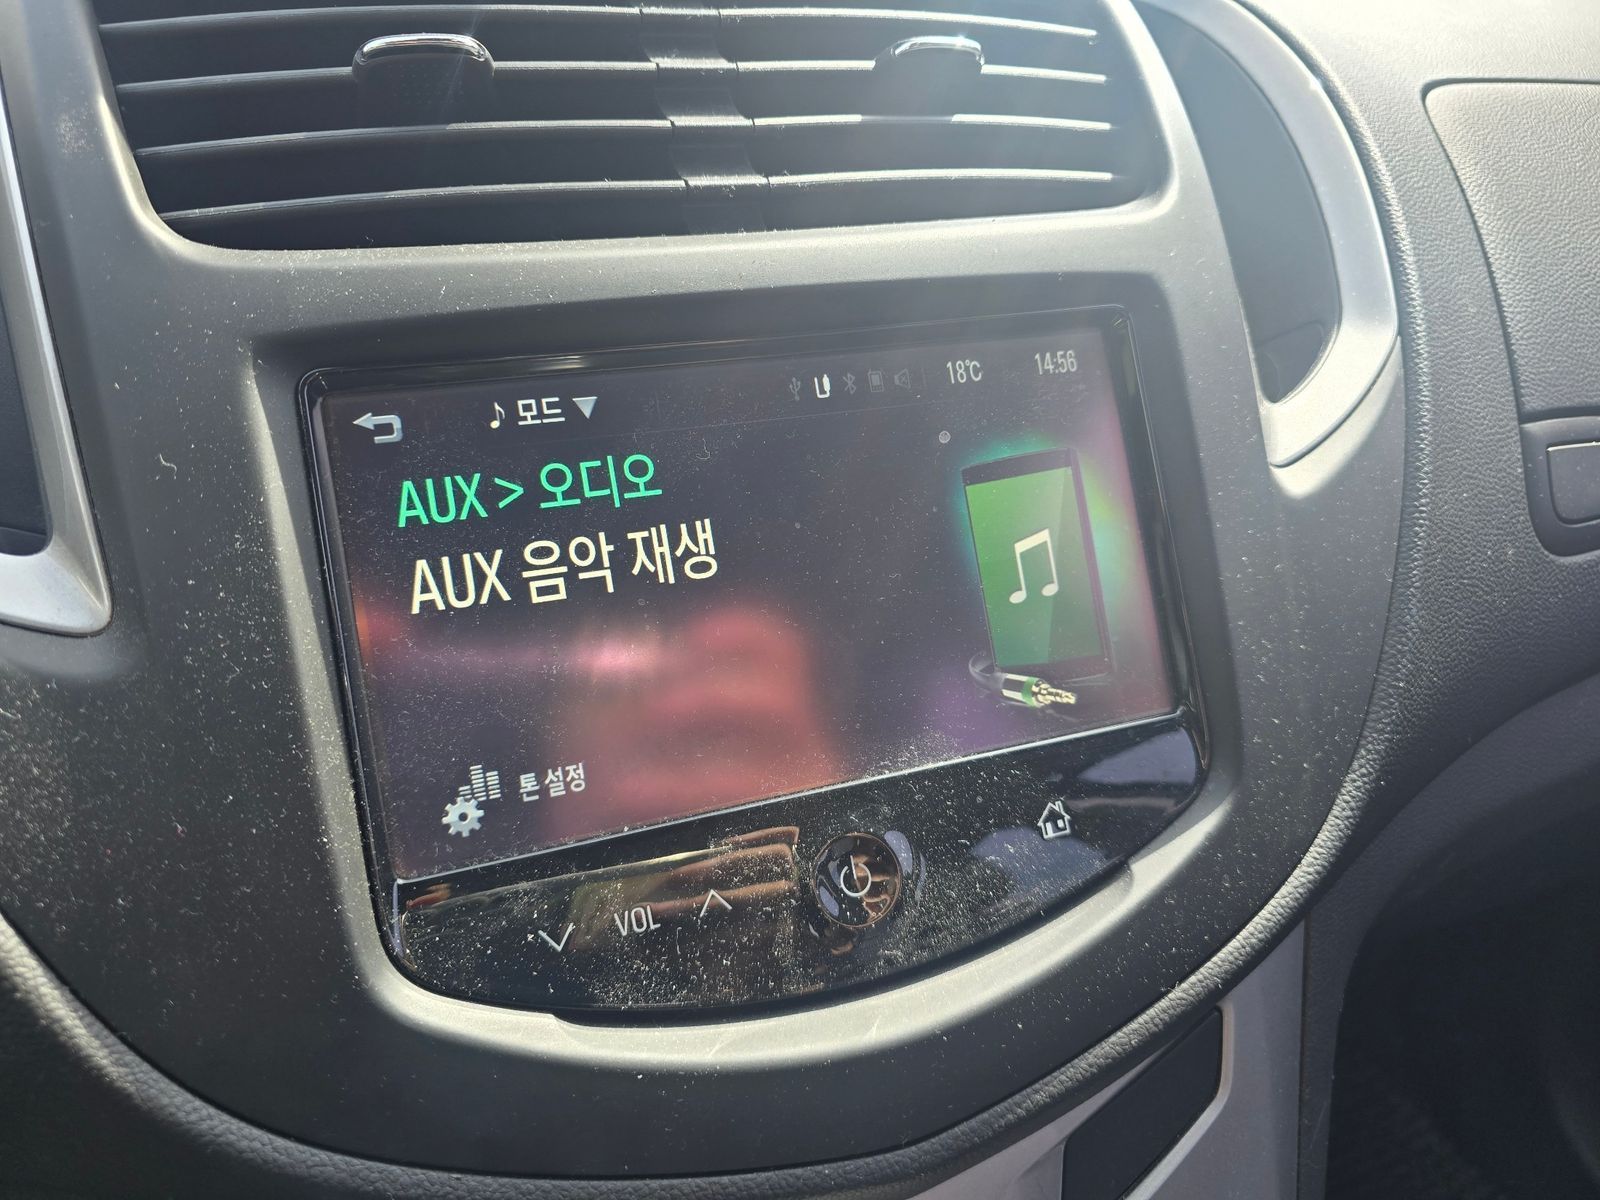 ♪ 모드 ▼
18℃ 14:56
AUX > 오디오
AUX 음악 재생
톤 설정
VOL